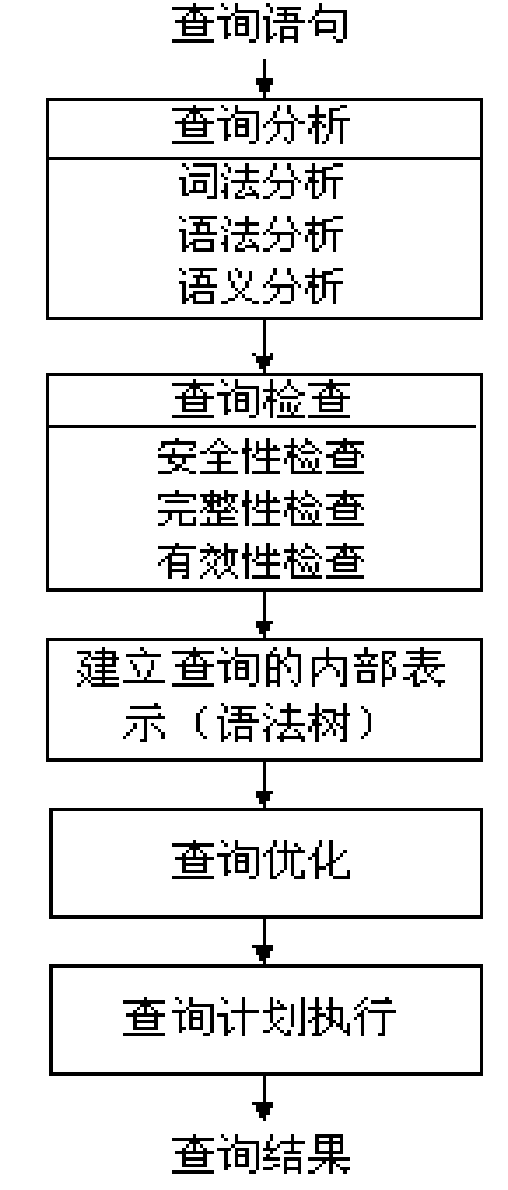 查询语句
查询分析
词法分析
语法分析
语义分析
查询检查
安全性检查
完整性检查
有效性检查
建立查询的内部表
示（语法树）
查询优化
查询计划执行
查询结果